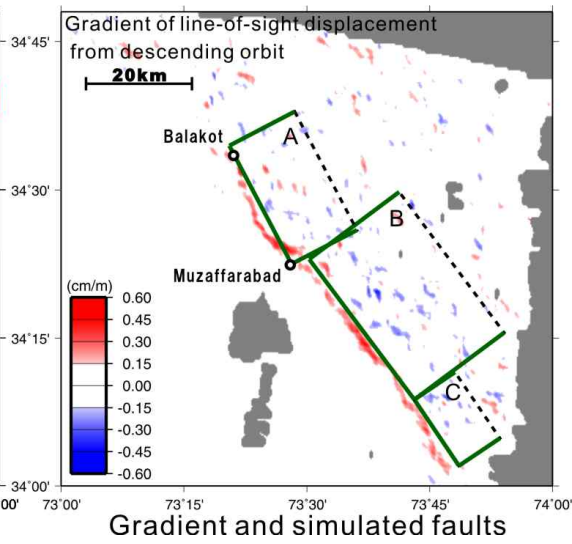 Gradient of line-of-sight displacement
from descending orbit
20km
34°45'
Balakot
A
34°30'
B
Muzaffarabad
(cm/m)
0.60
0.45
0.30
0.15
0.00
-0.15
-0.30
-0.45
-0.60
34°15'
C
34°00'
00'
73°00'
73°15'
73°30'
73°45'
74°00'
Gradient and simulated faults